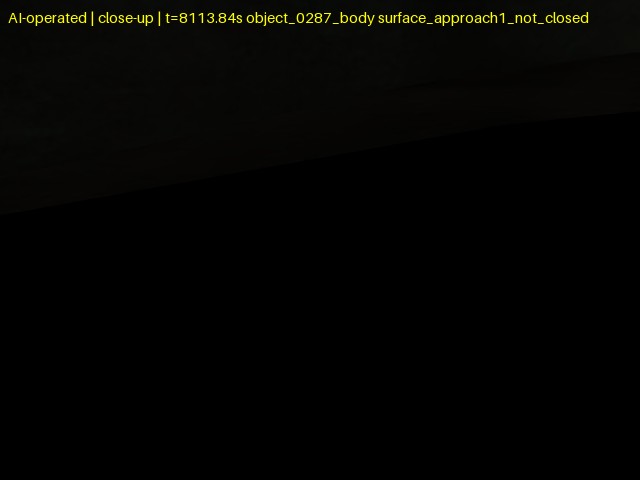 AI-operated | close-up | t=8113.84s object_0287_body surface_approach1_not_closed